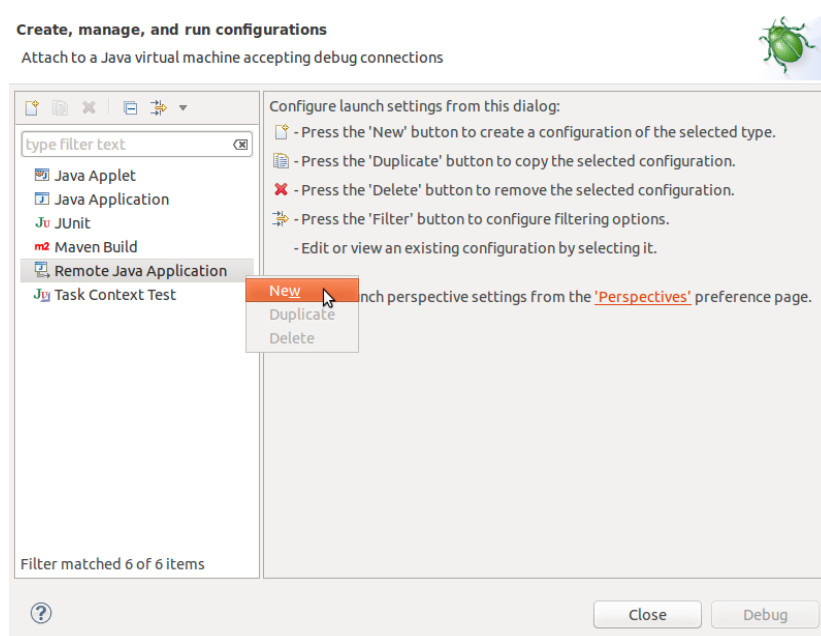 Create, manage, and run configurations
Attach to a Java virtual machine accepting debug connections
type filter text
Java Applet
Java Application
Ju JUnit
m2 Maven Build
Remote Java Application
Ju Task Context Test
Filter matched 6 of 6 items
New
Duplicate
Delete
Configure launch settings from this dialog:
- Press the 'New' button to create a configuration of the selected type.
- Press the 'Duplicate' button to copy the selected configuration.
- Press the 'Delete' button to remove the selected configuration.
- Press the 'Filter' button to configure filtering options.
- Edit or view an existing configuration by selecting it.
perspective settings from the 'Perspectives' preference page.
Close
Debug